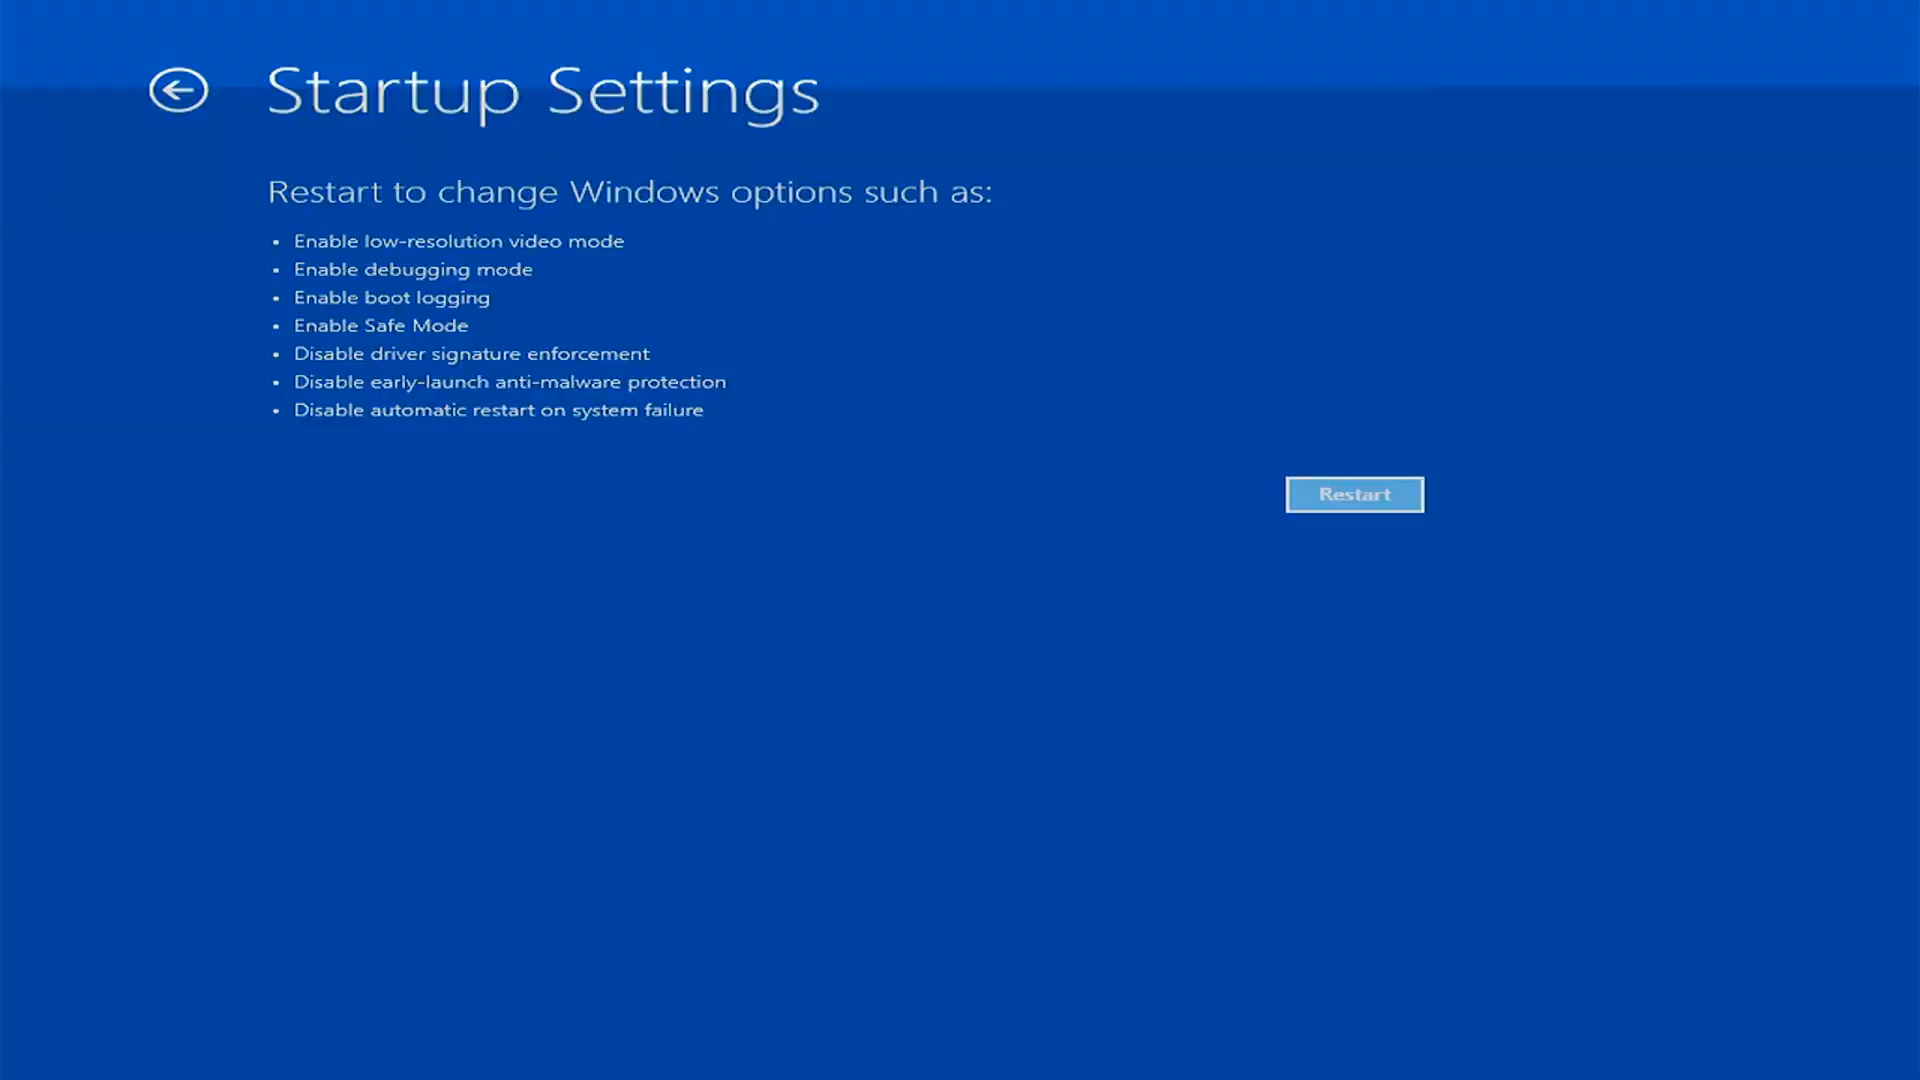 Startup Settings
Restart to change Windows options such as:
• Enable low-resolution video mode
• Enable debugging mode
• Enable boot logging
• Enable Safe Mode
• Disable driver signature enforcement
• Disable early-launch anti-malware protection
• Disable automatic restart on system failure
Restart